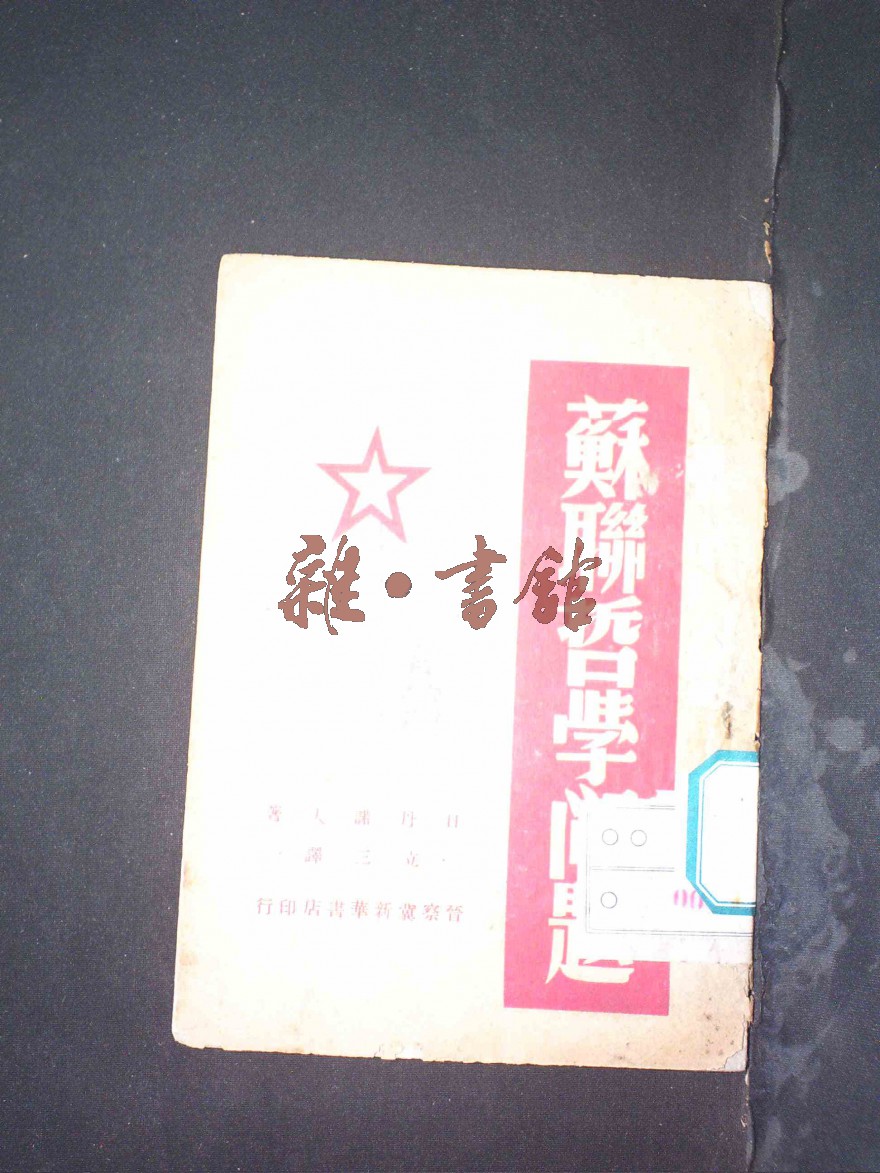 蘇聯哲學問題
日丹諾夫著
立三譯
晉察冀新華書店印行
雜·書館
00